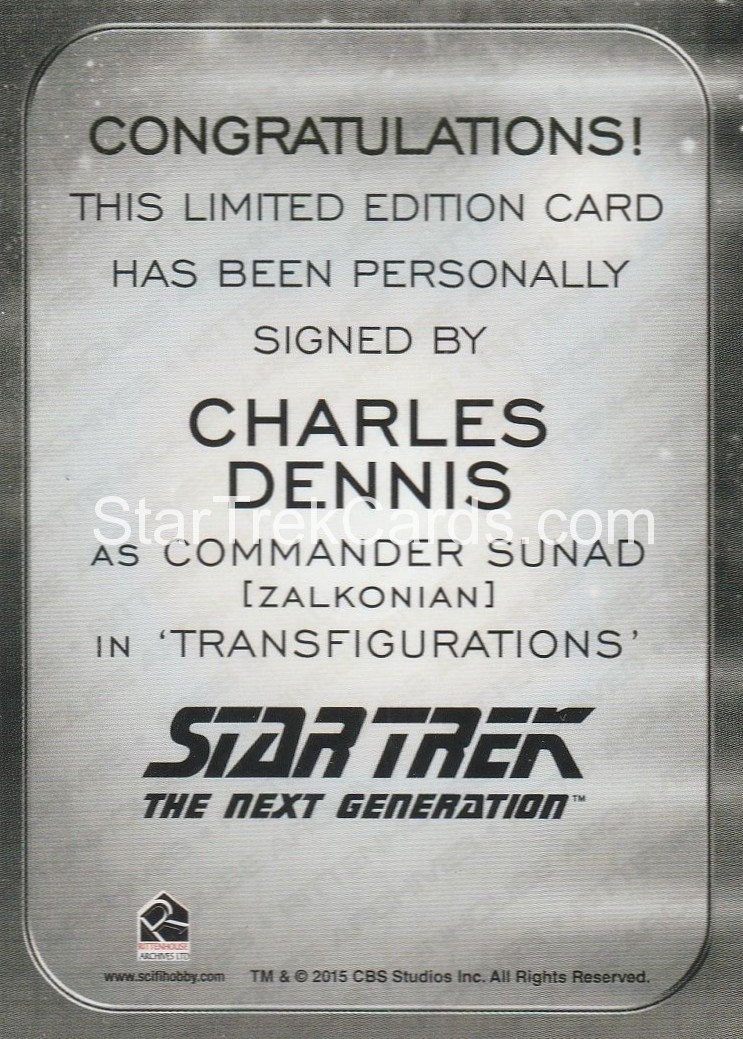 CONGRATULATIONS!
THIS LIMITED EDITION CARD
HAS BEEN PERSONALLY
SIGNED BY
CHARLES
DENNIS
StarTrekCards.com
AS COMMANDER SUNAD
[ZALKONIAN]
IN 'TRANSFIGURATIONS'
STAR TREK
THE NEXT GENERATION™
RITTENHOUSE
ARCHIVES LTD
www.scifihobby.com TM & © 2015 CBS Studios Inc. All Rights Reserved.